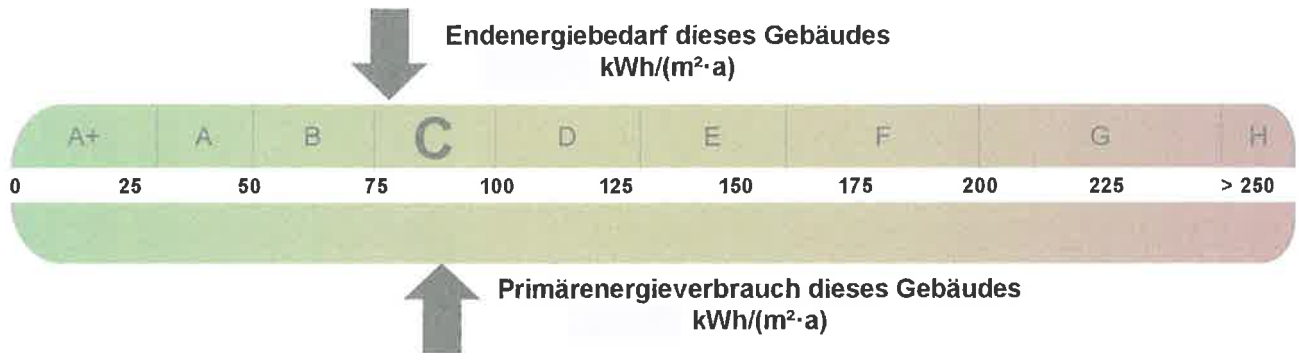 Endenergiebedarf dieses Gebäudes
kWh/(m²·a)
A+ A B C D E F G H
0 25 50 75 100 125 150 175 200 225 > 250
Primärenergieverbrauch dieses Gebäudes
kWh/(m²·a)